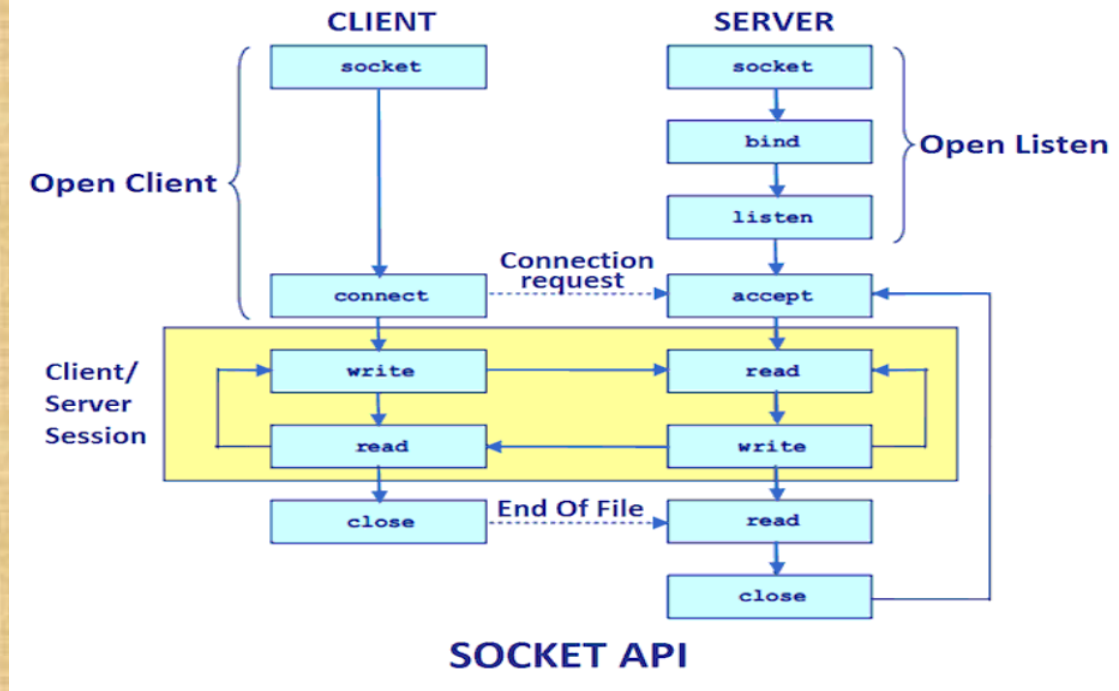 CLIENT
SERVER
socket
socket
bind
Open Client
Open Listen
listen
Connection
request
connect
accept
Client/
Server
Session
write
read
read
write
close
End Of File
read
close
SOCKET API